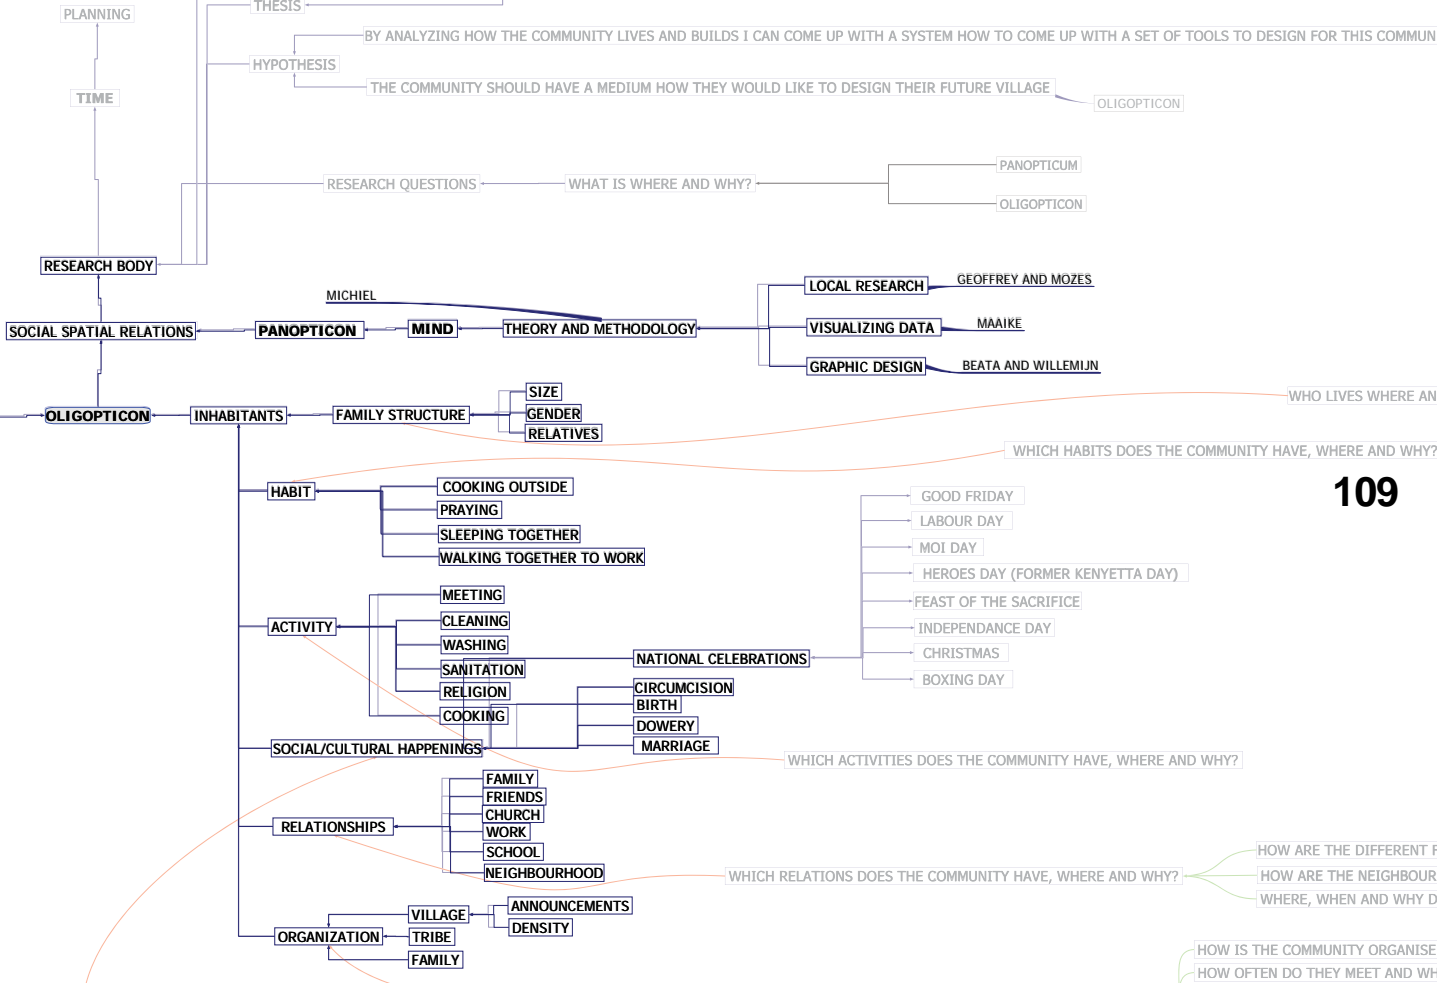 THESIS
PLANNING
BY ANALYZING HOW THE COMMUNITY LIVES AND BUILDS I CAN COME UP WITH A SYSTEM HOW TO COME UP WITH A SET OF TOOLS TO DESIGN FOR THIS COMMUN
HYPOTHESIS
THE COMMUNITY SHOULD HAVE A MEDIUM HOW THEY WOULD LIKE TO DESIGN THEIR FUTURE VILLAGE
TIME
OLIGOPTICON
PANOPTICUM
RESEARCH QUESTIONS
WHAT IS WHERE AND WHY?
OLIGOPTICON
RESEARCH BODY
GEOFFREY AND MOZES
LOCAL RESEARCH
MICHIEL
SOCIAL SPATIAL RELATIONS
PANOPTICON
MIND
THEORY AND METHODOLOGY
VISUALIZING DATA
MAAIKE
GRAPHIC DESIGN
BEATA AND WILLEMIJN
SIZE
WHO LIVES WHERE AN
OLIGOPTICON
INHABITANTS
FAMILY STRUCTURE
GENDER
RELATIVES
WHICH HABITS DOES THE COMMUNITY HAVE, WHERE AND WHY?
HABIT
COOKING OUTSIDE
PRAYING
SLEEPING TOGETHER
WALKING TOGETHER TO WORK
109
GOOD FRIDAY
LABOUR DAY
MOI DAY
HEROES DAY (FORMER KENYETTA DAY)
FEAST OF THE SACRIFICE
INDEPENDANCE DAY
CHRISTMAS
BOXING DAY
ACTIVITY
MEETING
CLEANING
WASHING
SANITATION
RELIGION
COOKING
NATIONAL CELEBRATIONS
CIRCUMCISION
BIRTH
DOWERY
MARRIAGE
SOCIAL/CULTURAL HAPPENINGS
WHICH ACTIVITIES DOES THE COMMUNITY HAVE, WHERE AND WHY?
FAMILY
FRIENDS
CHURCH
RELATIONSHIPS
WORK
SCHOOL
NEIGHBOURHOOD
WHICH RELATIONS DOES THE COMMUNITY HAVE, WHERE AND WHY?
HOW ARE THE DIFFERENT F
HOW ARE THE NEIGHBOUR
WHERE, WHEN AND WHY D
VILLAGE
ANNOUNCEMENTS
DENSITY
ORGANIZATION
TRIBE
FAMILY
HOW IS THE COMMUNITY ORGANISE
HOW OFTEN DO THEY MEET AND WH